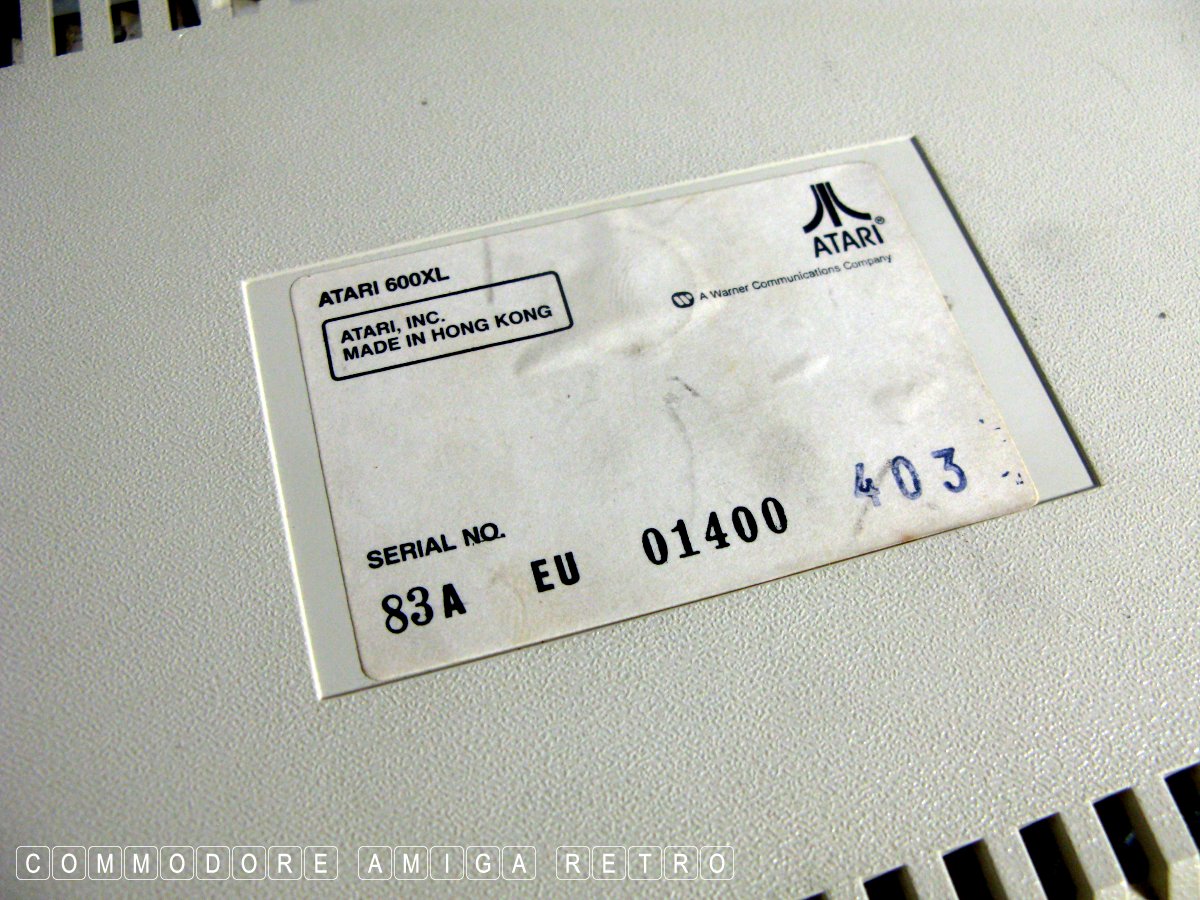 ATARI®
A Warner Communications Company
ATARI 600XL
ATARI, INC.
MADE IN HONG KONG
SERIAL NO.
83A EU 01400 403
COMMODORE AMIGA RETRO